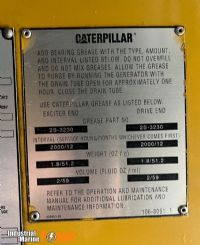 CATERPILLAR
ADD BEARING GREASE WITH THE TYPE, AMOUNT,
AND INTERVAL LISTED BELOW. DO NOT OVERFILL
AND DO NOT MIX GREASES. ALLOW THE GREASE
TO PURGE BY RUNNING THE GENERATOR WITH
THE DRAIN TUBE OPEN FOR APPROXIMATELY ONE
HOUR. CLOSE THE DRAIN TUBE.
USE CATERPILLAR GREASE AS LISTED BELOW.
EXCITER END DRIVE END
GREASE PART NO
2S-3230 2S-3230
INTERVAL (SERVICE HOURS/MONTHS WHICHEVER COMES FIRST)
2000/12 2000/12
WEIGHT (OZ/ )
1.8/51.2 1.8/51.2
VOLUME (FLUID OZ/ )
2/59 2/59
REFER TO THE OPERATION AND MAINTENANCE
MANUAL FOR ADDITIONAL LUBRICATION AND
MAINTENANCE INFORMATION.
Industrial
Marine